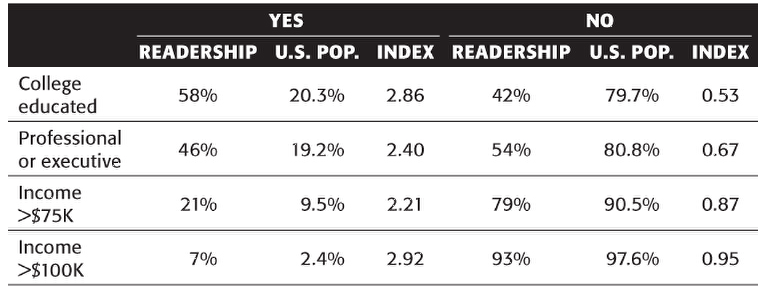 YES NO
READERSHIP U.S. POP. INDEX READERSHIP U.S. POP. INDEX
College
educated 58% 20.3% 2.86 42% 79.7% 0.53
Professional
or executive 46% 19.2% 2.40 54% 80.8% 0.67
Income
>$75K 21% 9.5% 2.21 79% 90.5% 0.87
Income
>$100K 7% 2.4% 2.92 93% 97.6% 0.95